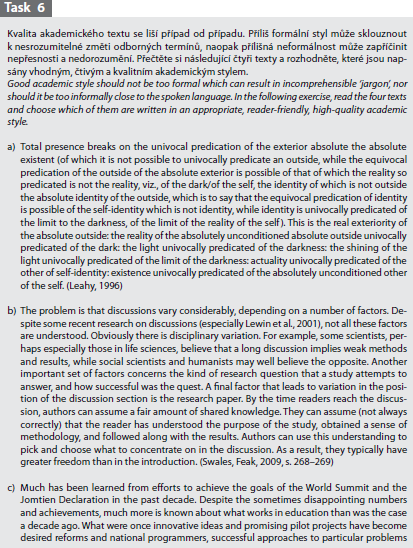 Task 6
Kvalita akademického textu se liší případ od případu. Příliš formální styl může sklouznout
k nesrozumitelné změti odborných termínů, naopak přílišná neformálnost může zapříčinit
nepřesnosti a nedorozumění. Přečtěte si následující čtyři texty a rozhodněte, které jsou nap-
sány vhodným, čtivým a kvalitním akademickým stylem.
Good academic style should not be too formal which can result in incomprehensible ‘jargon’, nor
should it be too informally close to the spoken language. In the following exercise, read the four texts
and choose which of them are written in an appropriate, reader-friendly, high-quality academic
style.
a) Total presence breaks on the univocal predication of the exterior absolute the absolute
existent (of which it is not possible to univocally predicate an outside, while the equivocal
predication of the outside of the absolute exterior is possible of that of which the reality so
predicated is not the reality, viz., of the dark/of the self, the identity of which is not outside
the absolute identity of the outside, which is to say that the equivocal predication of identity
is possible of the self-identity which is not identity, while identity is univocally predicated of
the limit to the darkness, of the limit of the reality of the self). This is the real exteriority of
the absolute outside: the reality of the absolutely unconditioned absolute outside univocally
predicated of the dark: the light univocally predicated of the darkness: the shining of the
light univocally predicated of the limit of the darkness: actuality univocally predicated of the
other of self-identity: existence univocally predicated of the absolutely unconditioned other
of the self. (Leahy, 1996)
b) The problem is that discussions vary considerably, depending on a number of factors. De-
spite some recent research on discussions (especially Lewin et al., 2001), not all these factors
are understood. Obviously there is disciplinary variation. For example, some scientists, per-
haps especially those in life sciences, believe that a long discussion implies weak methods
and results, while social scientists and humanists may well believe the opposite. Another
important set of factors concerns the kind of research question that a study attempts to
answer, and how successful was the quest. A final factor that leads to variation in the posi-
tion of the discussion section is the research paper. By the time readers reach the discus-
sion, authors can assume a fair amount of shared knowledge. They can assume (not always
correctly) that the reader has understood the purpose of the study, obtained a sense of
methodology, and followed along with the results. Authors can use this understanding to
pick and choose what to concentrate on in the discussion. As a result, they typically have
greater freedom than in the introduction. (Swales, Feak, 2009, s. 268–269)
c) Much has been learned from efforts to achieve the goals of the World Summit and the
Jomtien Declaration in the past decade. Despite the sometimes disappointing numbers
and achievements, much more is known about what works in education than was the case
a decade ago. What were once innovative ideas and promising pilot projects have become
desired reforms and national programmers, successful approaches to particular problems